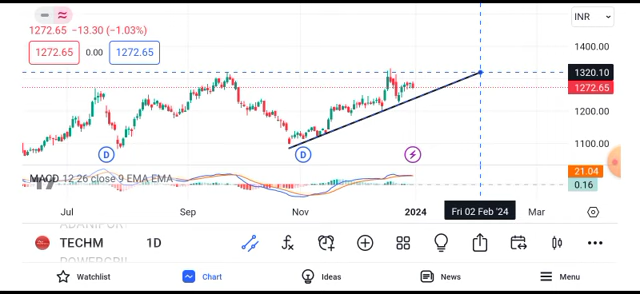 INR
1272.65 −13.30 (−1.03%)
1272.65 0.00 1272.65
1400.00
1320.10
1272.65
1200.00
1100.00
D D
MACD 12 26 close 9 EMA EMA
21.04
0.16
Jul Sep Nov 2024 Fri 02 Feb '24 Mar
TECHM 1D
POWERGRI
Watchlist Chart Ideas News Menu